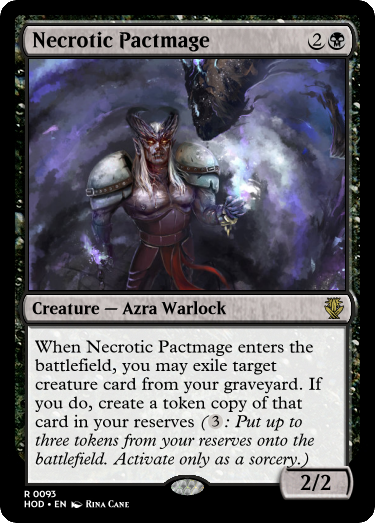 Necrotic Pactmage 2
Creature — Azra Warlock
When Necrotic Pactmage enters the
battlefield, you may exile target
creature card from your graveyard. If
you do, create a token copy of that
card in your reserves (3: Put up to
three tokens from your reserves onto the
battlefield. Activate only as a sorcery.)
2/2
R 0093
HOD • EN Rina Cane